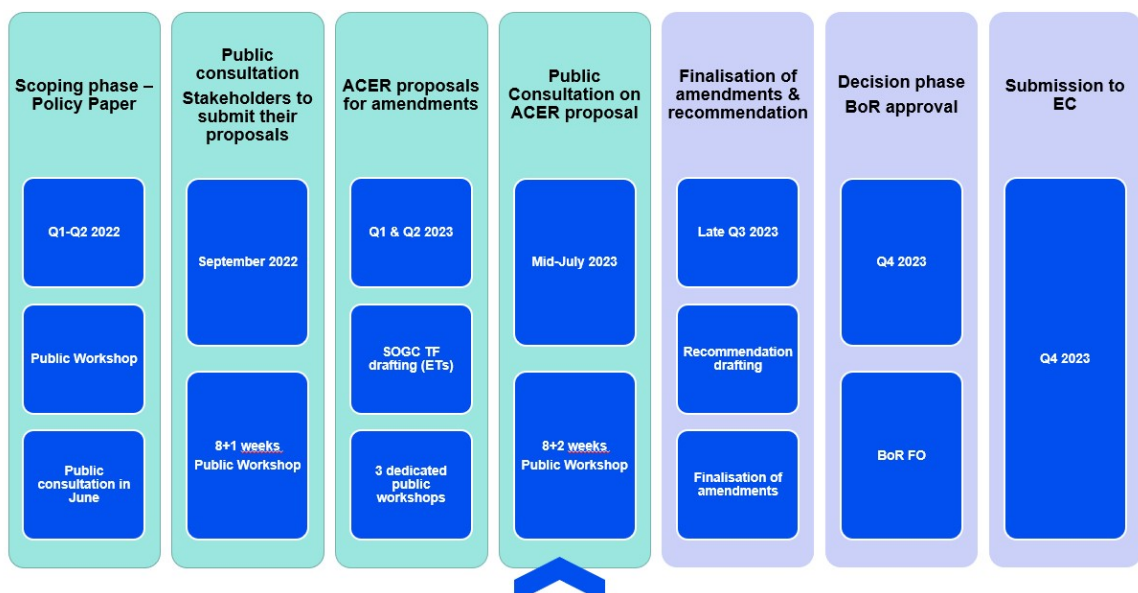 Scoping phase –
Policy Paper
Q1-Q2 2022
Public Workshop
Public
consultation in
June
Public
consultation
Stakeholders to
submit their
proposals
September 2022
8+1 weeks
Public Workshop
ACER proposals
for amendments
Q1 & Q2 2023
SOGC TF
drafting (ETs)
3 dedicated
public
workshops
Public
Consultation on
ACER proposal
Mid-July 2023
8+2 weeks
Public Workshop
Finalisation of
amendments &
recommendation
Late Q3 2023
Recommendation
drafting
Finalisation of
amendments
Decision phase
BoR approval
Q4 2023
BoR FO
Submission to
EC
Q4 2023